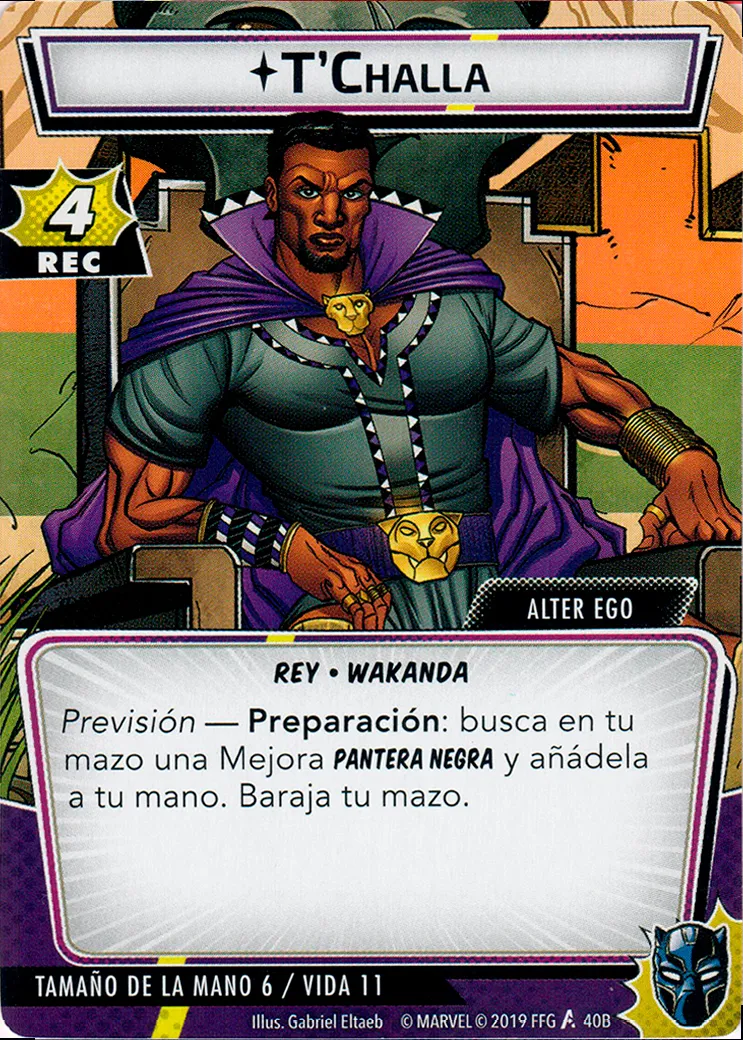 T'CHALLA
4
REC
ALTER EGO
REY • WAKANDA
Previsión — Preparación: busca en tu
mazo una Mejora PANTERA NEGRA y añádela
a tu mano. Baraja tu mazo.
TAMAÑO DE LA MANO 6 / VIDA 11
Illus. Gabriel Eltaeb © MARVEL © 2019 FFG 40B